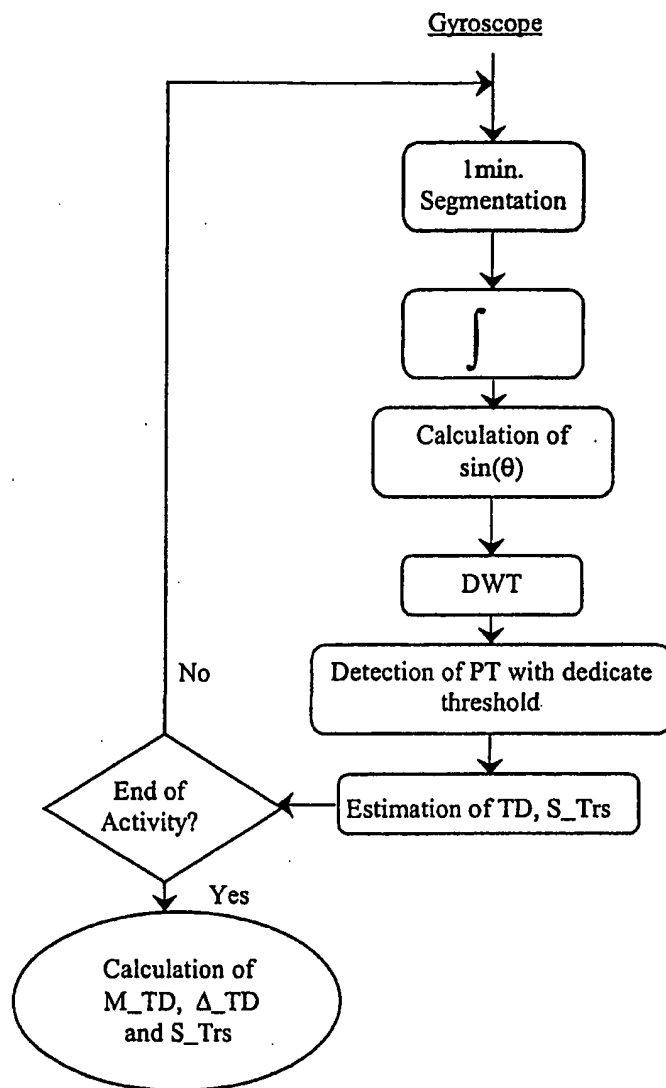 Gyroscope
1min.
Segmentation
∫
Calculation of
sin(θ)
DWT
Detection of PT with dedicate
threshold
Estimation of TD, S_Trs
End of
Activity?
No
Yes
Calculation of
M_TD, Δ_TD
and S_Trs